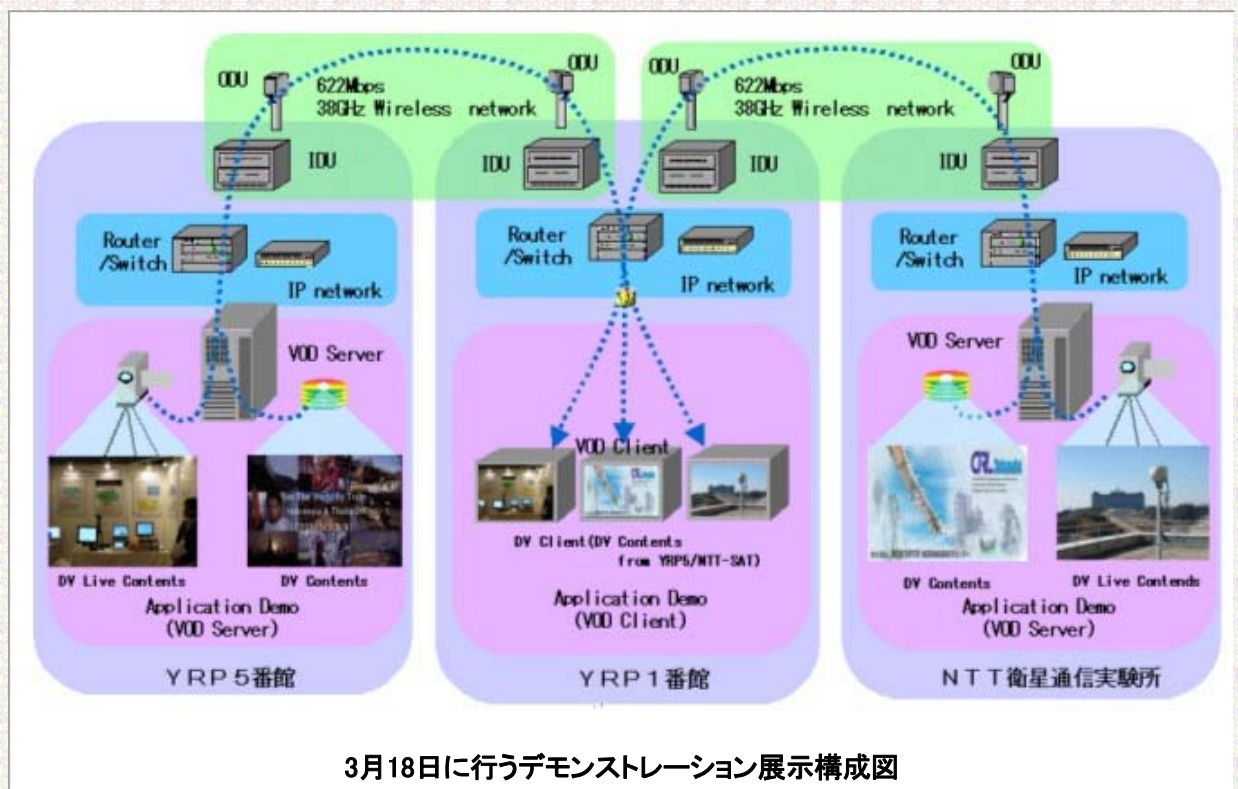 ODU
622Mbps
38GHz Wireless network
ODU
IDU
IDU
ODU
622Mbps
38GHz Wireless network
ODU
IDU
IDU
Router
/Switch
IP network
VOD Server
DV Live Contents
DV Contents
Application Demo
(VOD Server)
YRP5番館
Router
/Switch
IP network
VOD Client
DV Client(DV Contents
from YRP5/NTT-SAT)
Application Demo
(VOD Client)
YRP1番館
Router
/Switch
IP network
VOD Server
CRL
DV Contents
DV Live Contends
Application Demo
(VOD Server)
NTT衛星通信実験所
3月18日に行うデモンストレーション展示構成図